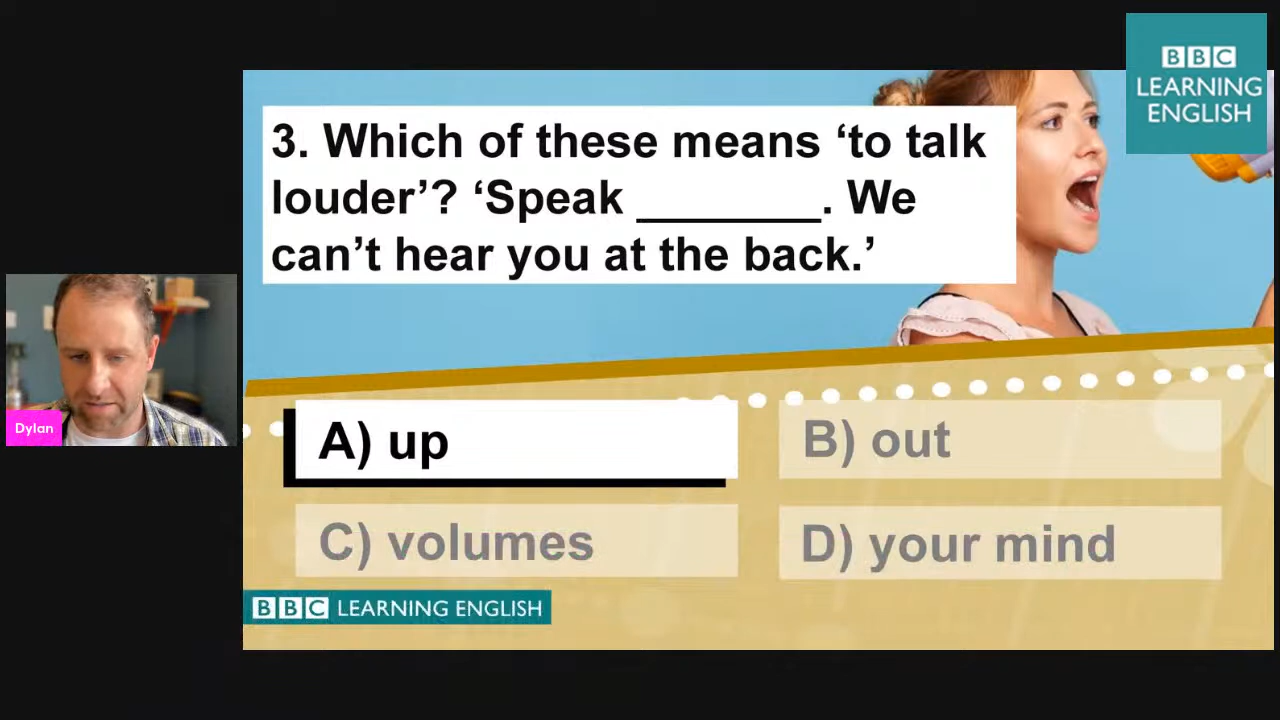 BBC
LEARNING
ENGLISH
3. Which of these means ‘to talk
louder’? ‘Speak _______. We
can’t hear you at the back.’
Dylan
A) up
B) out
C) volumes
D) your mind
BBC LEARNING ENGLISH